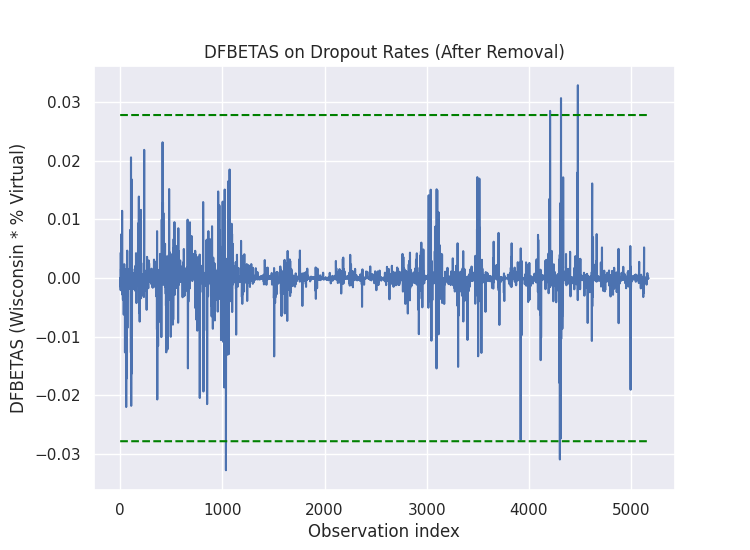 DFBETAS on Dropout Rates (After Removal)
DFBETAS (Wisconsin * % Virtual)
0.03
0.02
0.01
0.00
−0.01
−0.02
−0.03
0 1000 2000 3000 4000 5000
Observation index